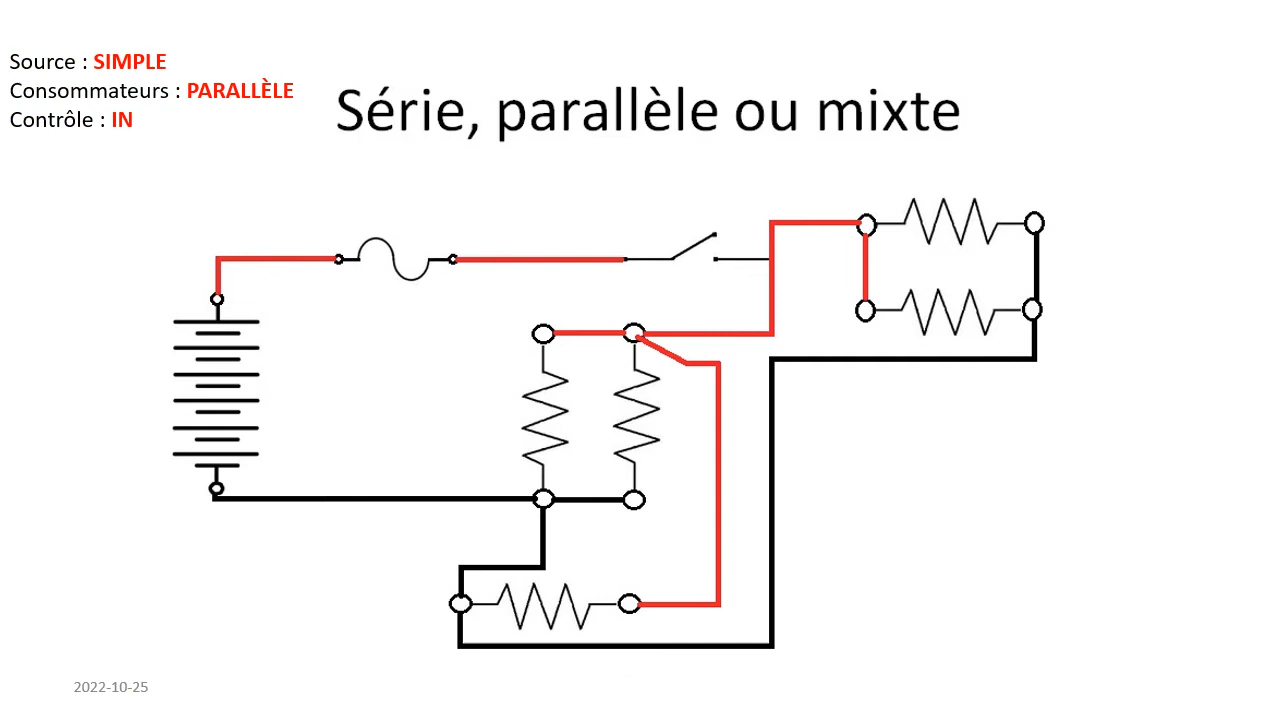 Source : SIMPLE
Consommateurs : PARALLÈLE
Contrôle : IN
Série, parallèle ou mixte
2022-10-25